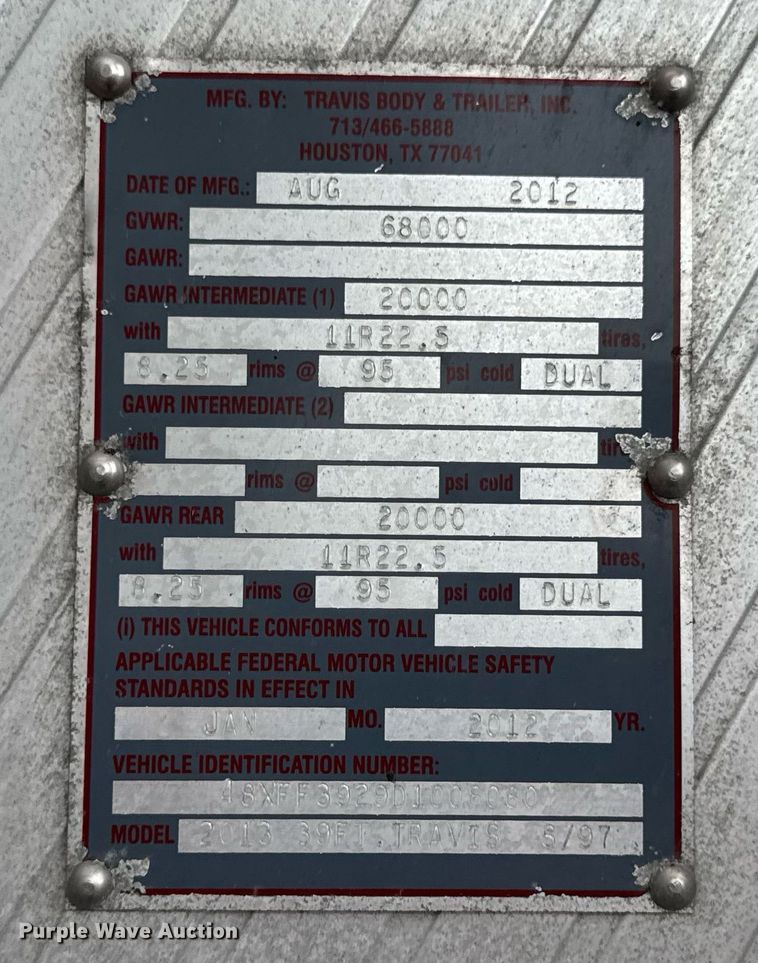 MFG. BY: TRAVIS BODY & TRAILER, INC.
713/466-5888
HOUSTON, TX 77041
DATE OF MFG.: AUG 2012
GVWR: 68000
GAWR:
GAWR INTERMEDIATE (1) 20000
with 11R22.5 tires,
8.25 rims @ 95 psi cold DUAL
GAWR INTERMEDIATE (2)
with
rims @ psi cold
GAWR REAR 20000
with 11R22.5 tires,
8.25 rims @ 95 psi cold DUAL
(i) THIS VEHICLE CONFORMS TO ALL
APPLICABLE FEDERAL MOTOR VEHICLE SAFETY
STANDARDS IN EFFECT IN
JAN MO. 2012 YR.
VEHICLE IDENTIFICATION NUMBER:
MODEL 2013 39FT. TRAVIS
Purple Wave Auction